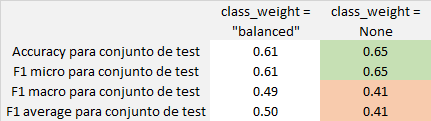 class_weight = "balanced" class_weight = None
Accuracy para conjunto de test 0.61 0.65
F1 micro para conjunto de test 0.61 0.65
F1 macro para conjunto de test 0.49 0.41
F1 average para conjunto de test 0.50 0.41